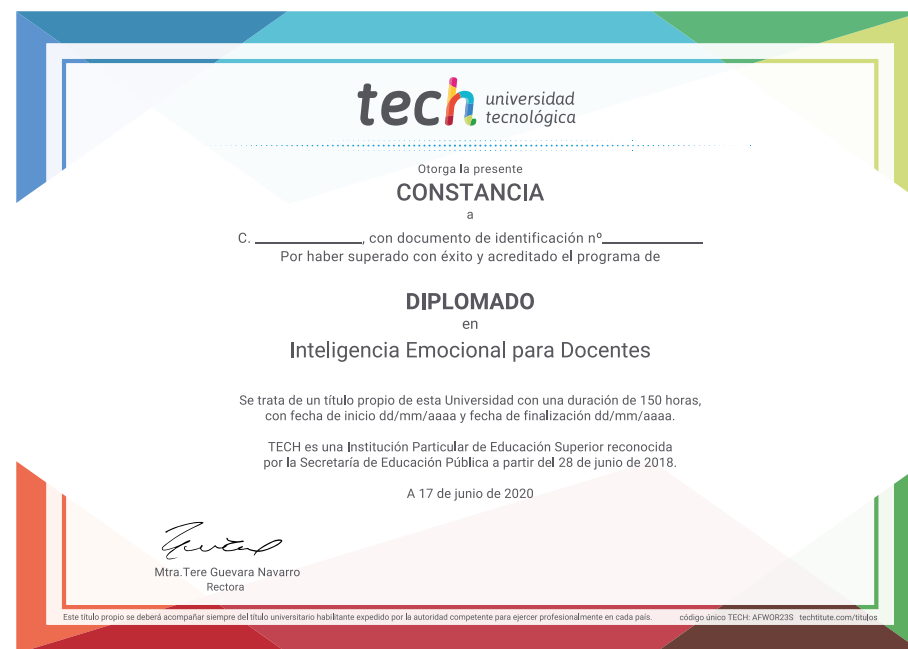 tech universidad
tecnológica
Otorga la presente
CONSTANCIA
a
C. ____________, con documento de identificación nº____________
Por haber superado con éxito y acreditado el programa de
DIPLOMADO
en
Inteligencia Emocional para Docentes
Se trata de un título propio de esta Universidad con una duración de 150 horas,
con fecha de inicio dd/mm/aaaa y fecha de finalización dd/mm/aaaa.
TECH es una Institución Particular de Educación Superior reconocida
por la Secretaría de Educación Pública a partir del 28 de junio de 2018.
A 17 de junio de 2020
Mtra.Tere Guevara Navarro
Rectora
Este título propio se deberá acompañar siempre del título universitario habilitante expedido por la autoridad competente para ejercer profesionalmente en cada país. código único TECH: AFWOR23S techtitute.com/titulos